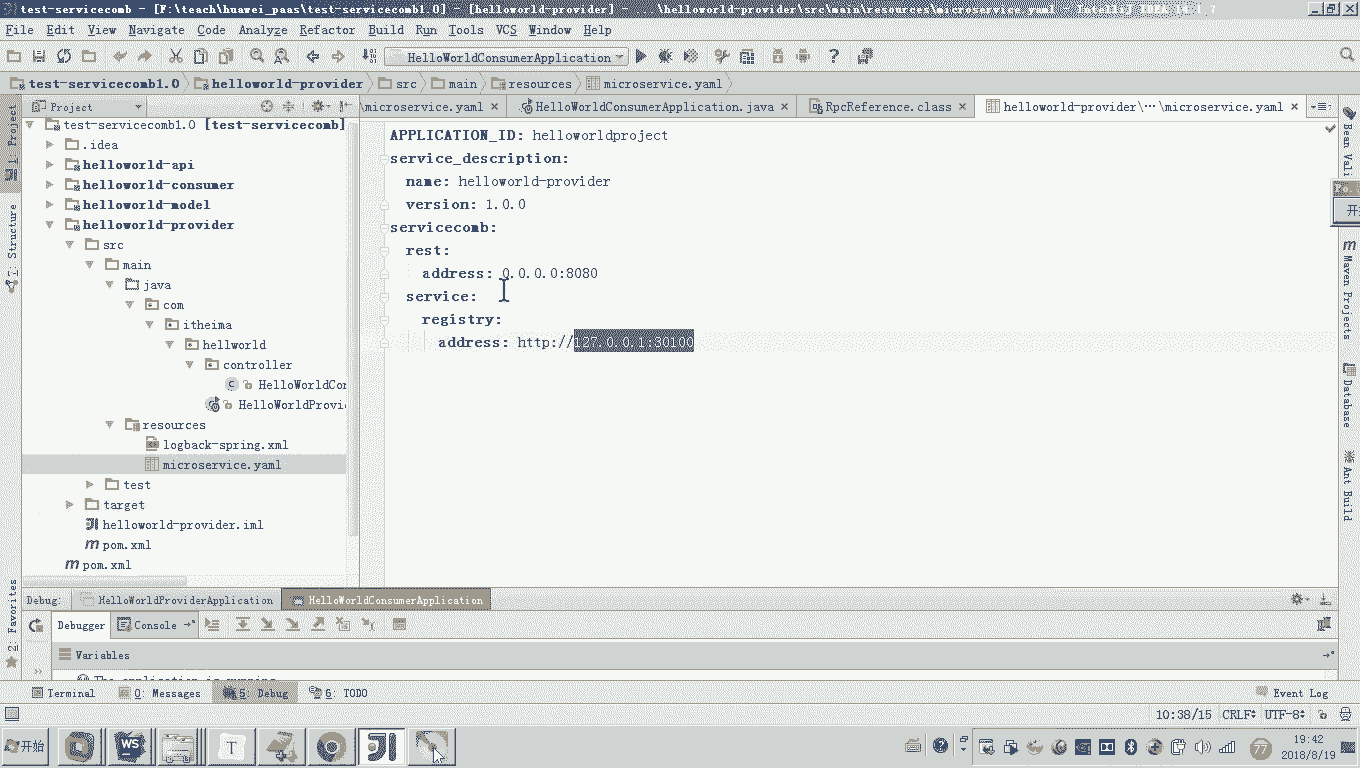 test-servicecomb - [F:\teach\huawei_paas\test-servicecomb1.0] - [helloworld-provider] - ...\helloworld-provider\src\main\resources\microservice.yaml - IntelliJ IDEA 14.1.7
File Edit View Navigate Code Analyze Refactor Build Run Tools VCS Window Help
HelloWorldConsumerApplication
test-servicecomb1.0 helloworld-provider src main resources microservice.yaml
Project
\microservice.yaml HelloWorldConsumerApplication.java RpcReference.class helloworld-provider\…\microservice.yaml
test-servicecomb1.0 [test-servicecomb]
.idea
helloworld-api
helloworld-consumer
helloworld-model
helloworld-provider
src
main
java
com
itheima
hellworld
controller
HelloWorldCon
HelloWorldProvi
resources
logback-spring.xml
microservice.yaml
test
target
helloworld-provider.iml
pom.xml
pom.xml
APPLICATION_ID: helloworldproject
service_description:
name: helloworld-provider
version: 1.0.0
servicecomb:
rest:
address: 0.0.0.0:8080
service:
registry:
address: http://127.0.0.1:30100
1: Project
7: Structure
2: Favorites
Bean Vali
开
Maven Projects
Database
Ant Build
Debug: HelloWorldProviderApplication HelloWorldConsumerApplication
Debugger Console
Variables
The application is running
Terminal 0: Messages 5: Debug 6: TODO Event Log
10:38/15 CRLF UTF-8
开始 WS T 77 19:42
2018/8/19